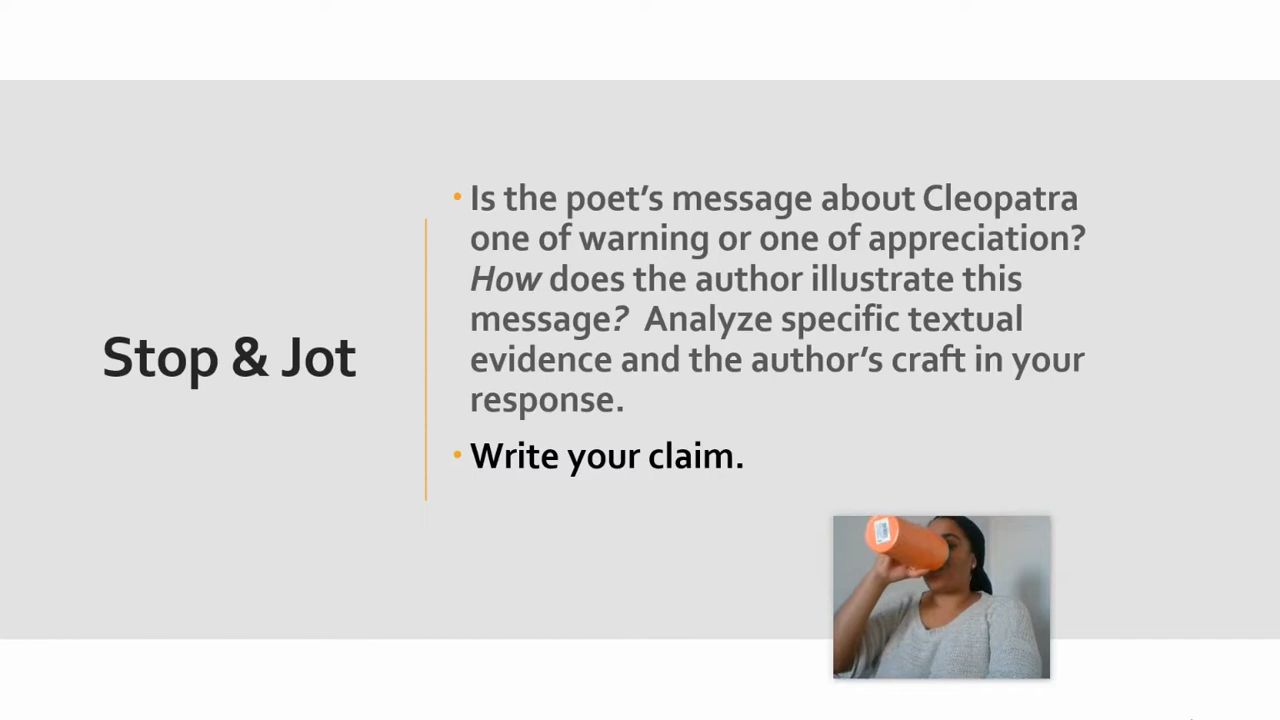 Stop & Jot
• Is the poet’s message about Cleopatra
one of warning or one of appreciation?
How does the author illustrate this
message? Analyze specific textual
evidence and the author’s craft in your
response.
• Write your claim.